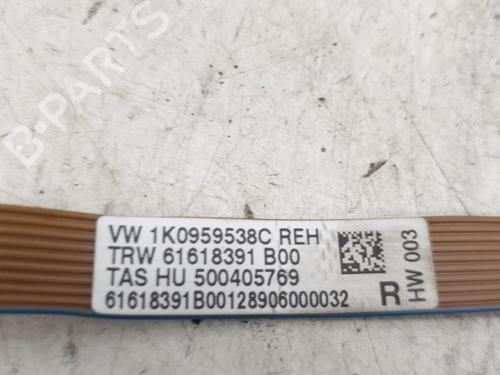 B-PARTS
VW 1K0959538C REH
TRW 61618391 B00
TAS HU 500405769
61618391B00128906000032
R
HW 003